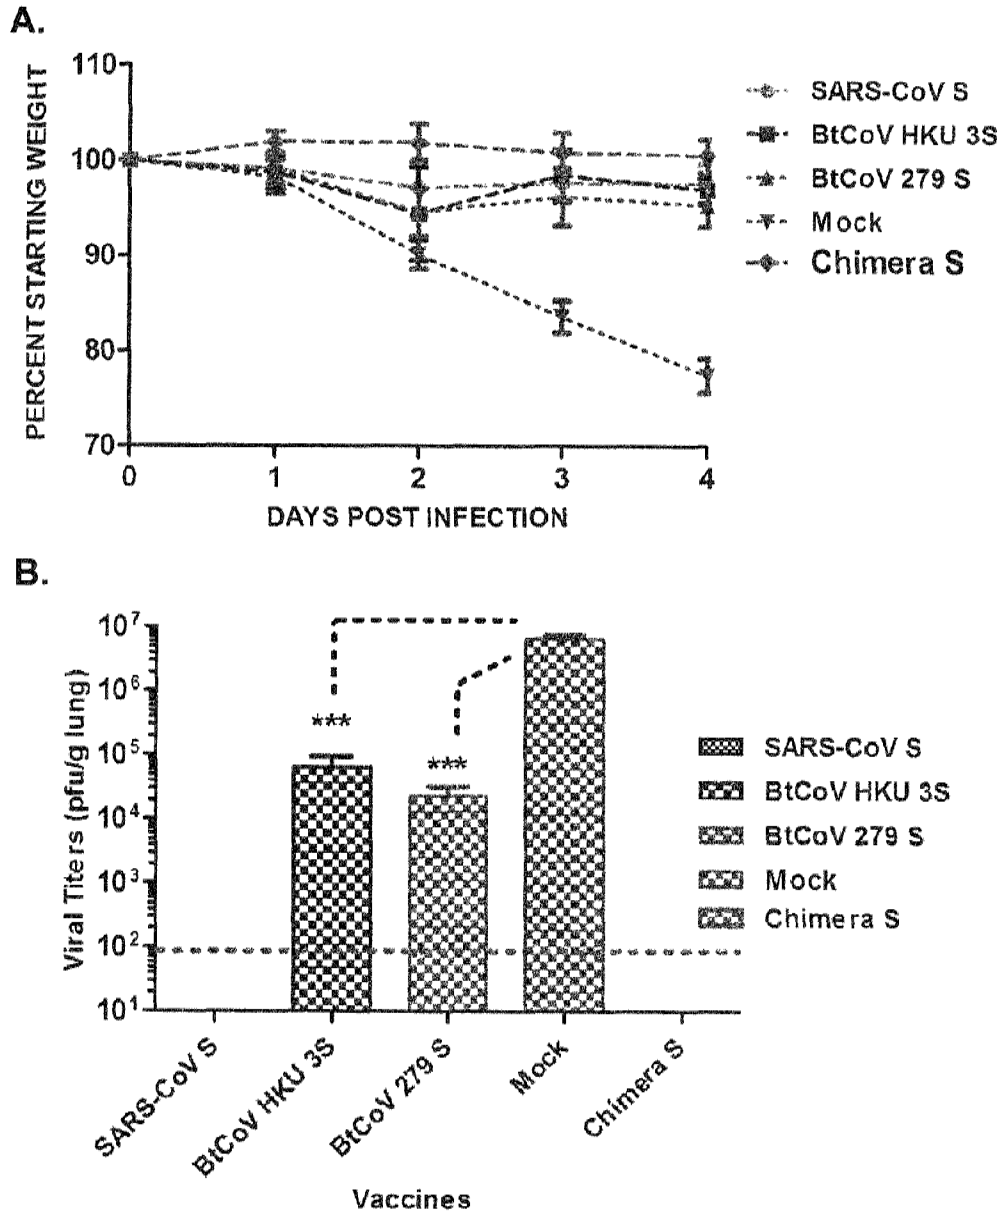 A.
PERCENT STARTING WEIGHT
110
100
90
80
70
0 1 2 3 4
DAYS POST INFECTION
SARS-CoV S
BtCoV HKU 3S
BtCoV 279 S
Mock
Chimera S
B.
Viral Titers (pfu/g lung)
10^7
10^6
10^5
10^4
10^3
10^2
10^1
***
***
SARS-CoV S
BtCoV HKU 3S
BtCoV 279 S
Mock
Chimera S
Vaccines
SARS-CoV S
BtCoV HKU 3S
BtCoV 279 S
Mock
Chimera S